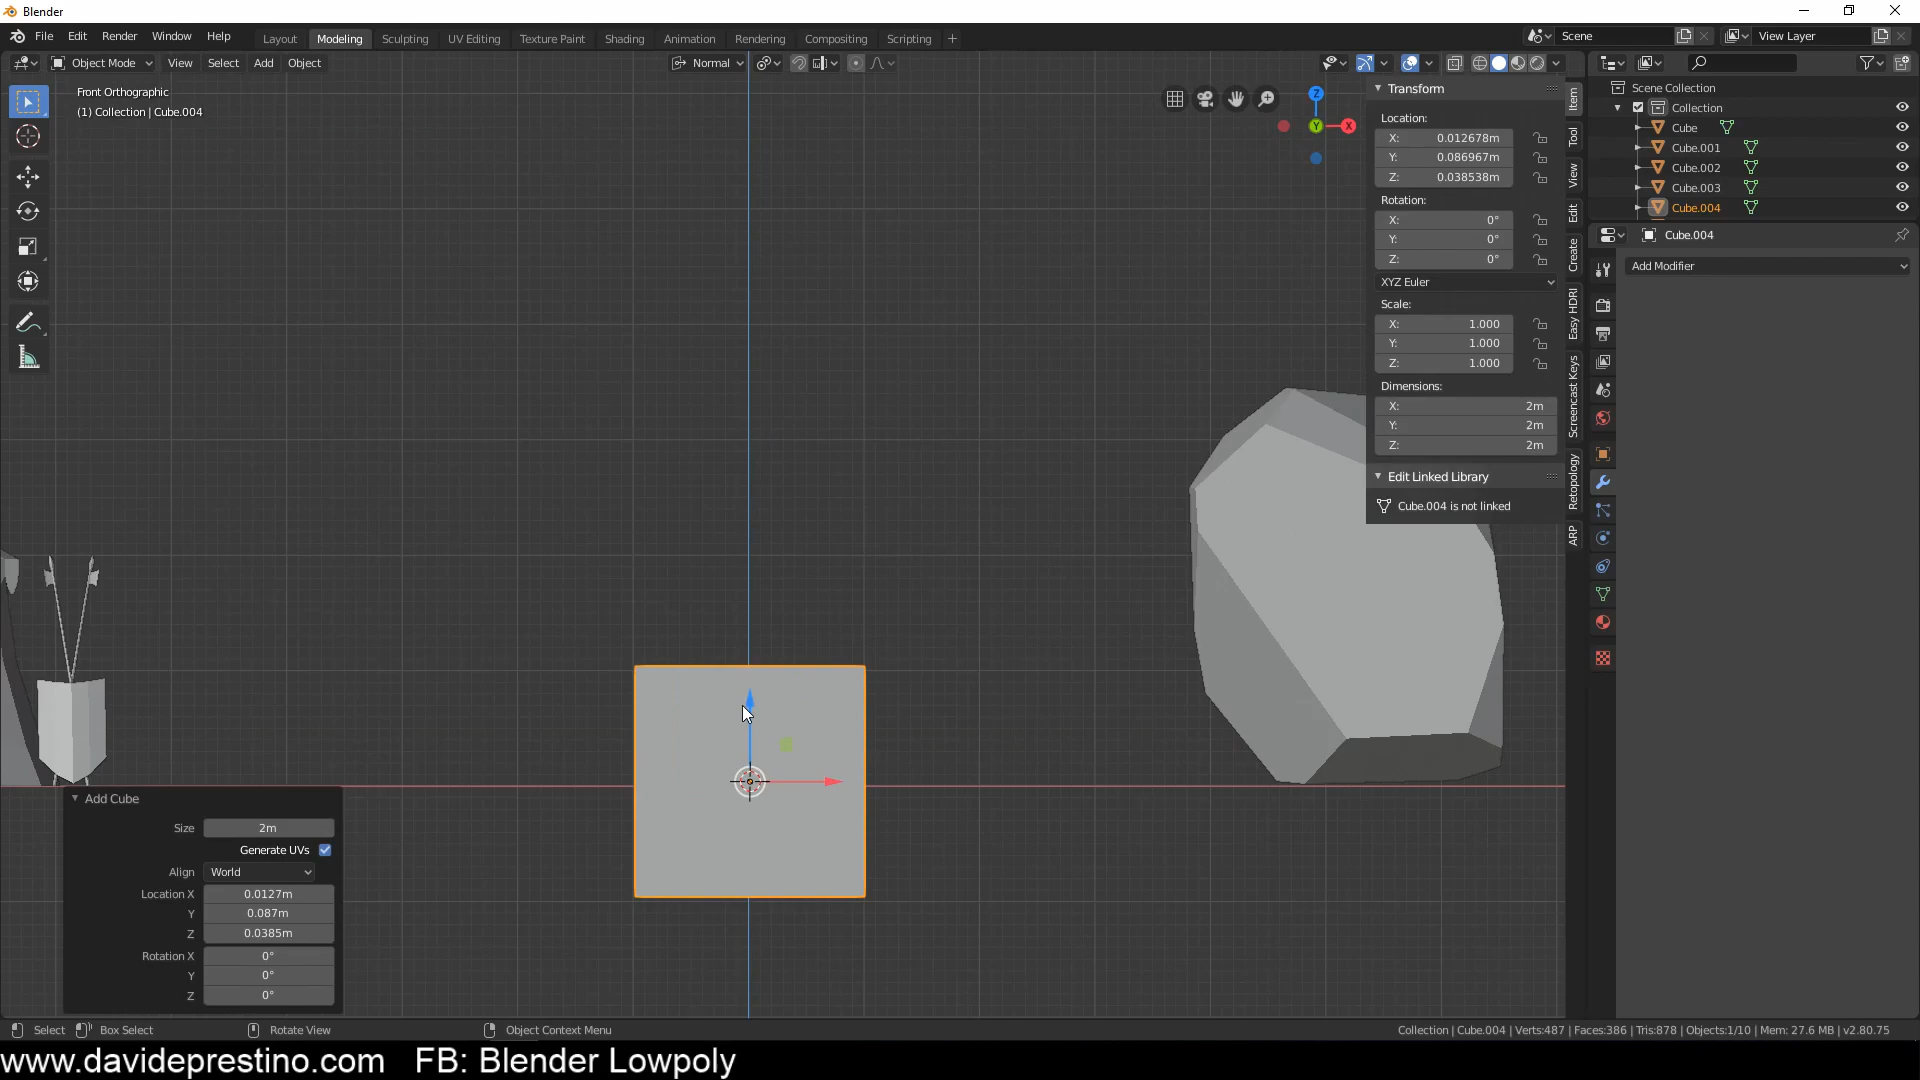 Blender
File Edit Render Window Help Layout Modeling Sculpting UV Editing Texture Paint Shading Animation Rendering Compositing Scripting + Scene View Layer
Object Mode View Select Add Object Normal
Front Orthographic
(1) Collection | Cube.004
Z
Y
X
Transform
Location:
X: 0.012678m
Y: 0.086967m
Z: 0.038538m
Rotation:
X: 0°
Y: 0°
Z: 0°
XYZ Euler
Scale:
X: 1.000
Y: 1.000
Z: 1.000
Dimensions:
X: 2m
Y: 2m
Z: 2m
Edit Linked Library
Cube.004 is not linked
Item
Tool
View
Edit
Create
Easy HDRI
Screencast Keys
Retopology
ARP
Scene Collection
Collection
Cube
Cube.001
Cube.002
Cube.003
Cube.004
Cube.004
Add Modifier
Add Cube
Size 2m
Generate UVs
Align World
Location X 0.0127m
Y 0.087m
Z 0.0385m
Rotation X 0°
Y 0°
Z 0°
Select Box Select Rotate View Object Context Menu Collection | Cube.004 | Verts:487 | Faces:386 | Tris:878 | Objects:1/10 | Mem: 27.6 MB | v2.80.75
www.davideprestino.com FB: Blender Lowpoly